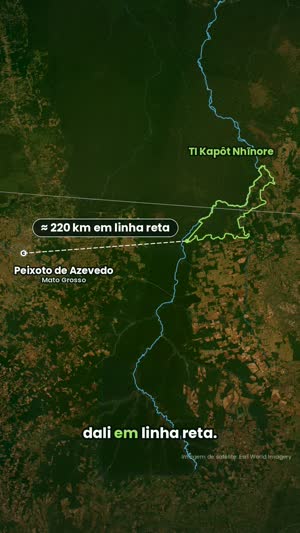 TI Kapôt Nhĩnore
≈ 220 km em linha reta
Peixoto de Azevedo
Mato Grosso
dali em linha reta.
Imagem de satélite: Esri World Imagery